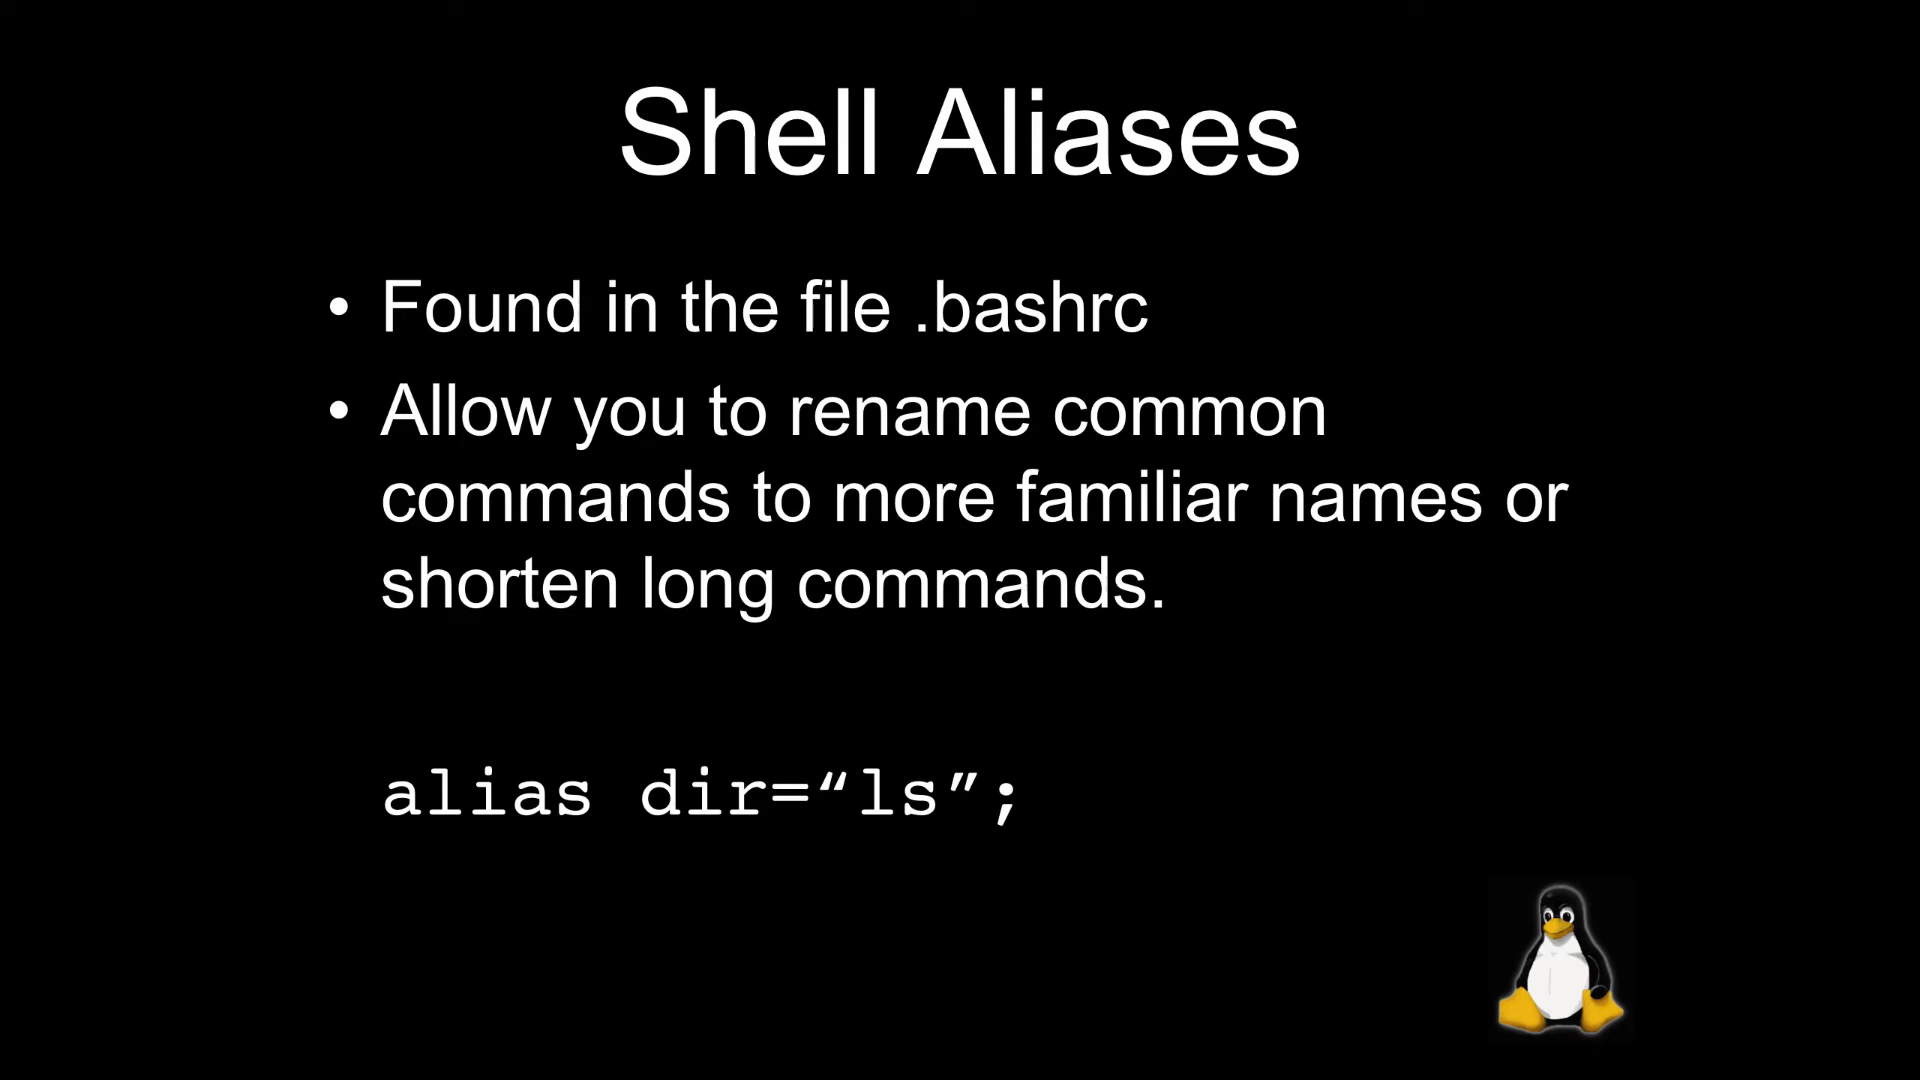 Shell Aliases
• Found in the file .bashrc
• Allow you to rename common
commands to more familiar names or
shorten long commands.
alias dir=“ls”;